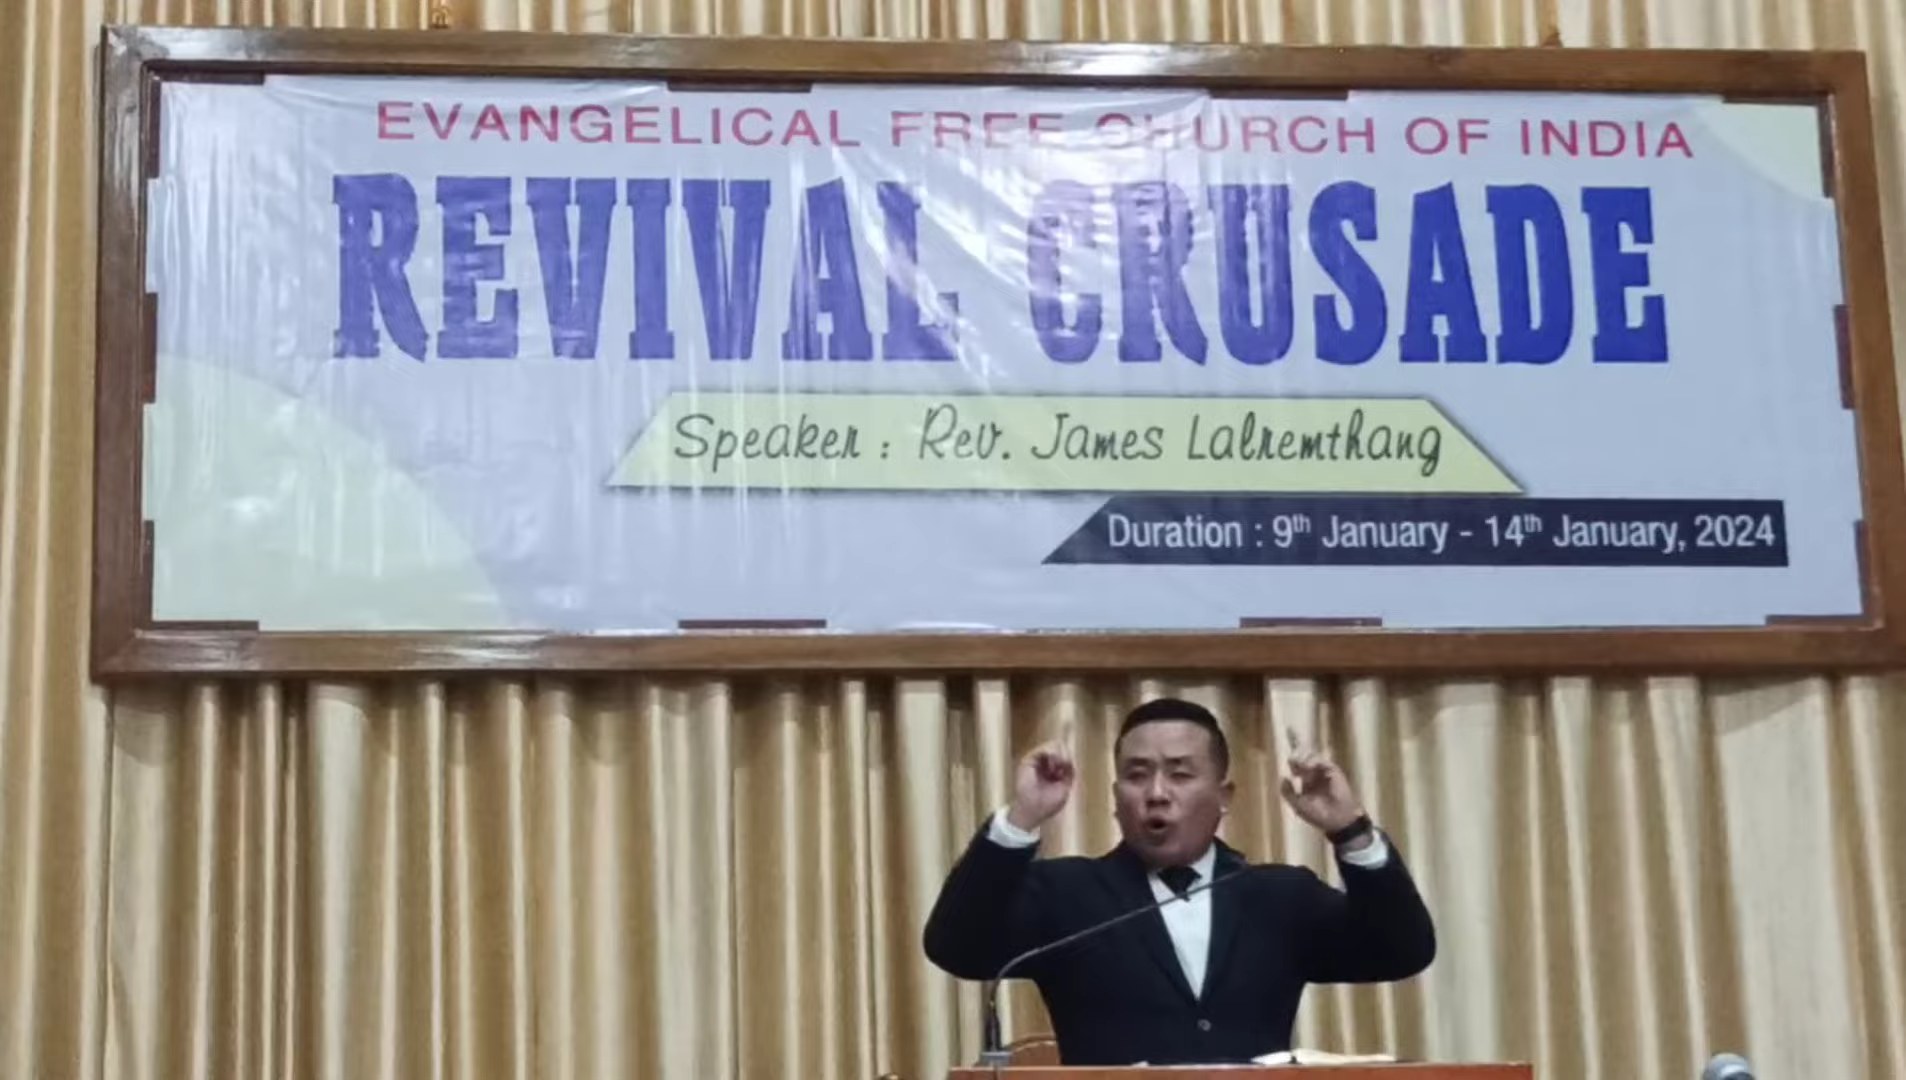 EVANGELICAL FREE CHURCH OF INDIA
REVIVAL CRUSADE
Speaker : Rev. James Lalremthang
Duration : 9th January - 14th January, 2024